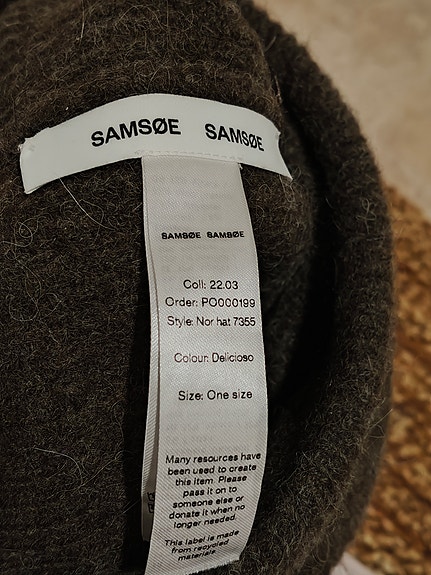 SAMSØE SAMSØE
SAMSØE SAMSØE
Coll: 22.03
Order: PO000199
Style: Nor hat 7355
Colour: Delicioso
Size: One size
Many resources have
been used to create
this item. Please
pass it on to
someone else or
donate it when no
longer needed.
This label is made
from recycled
materials